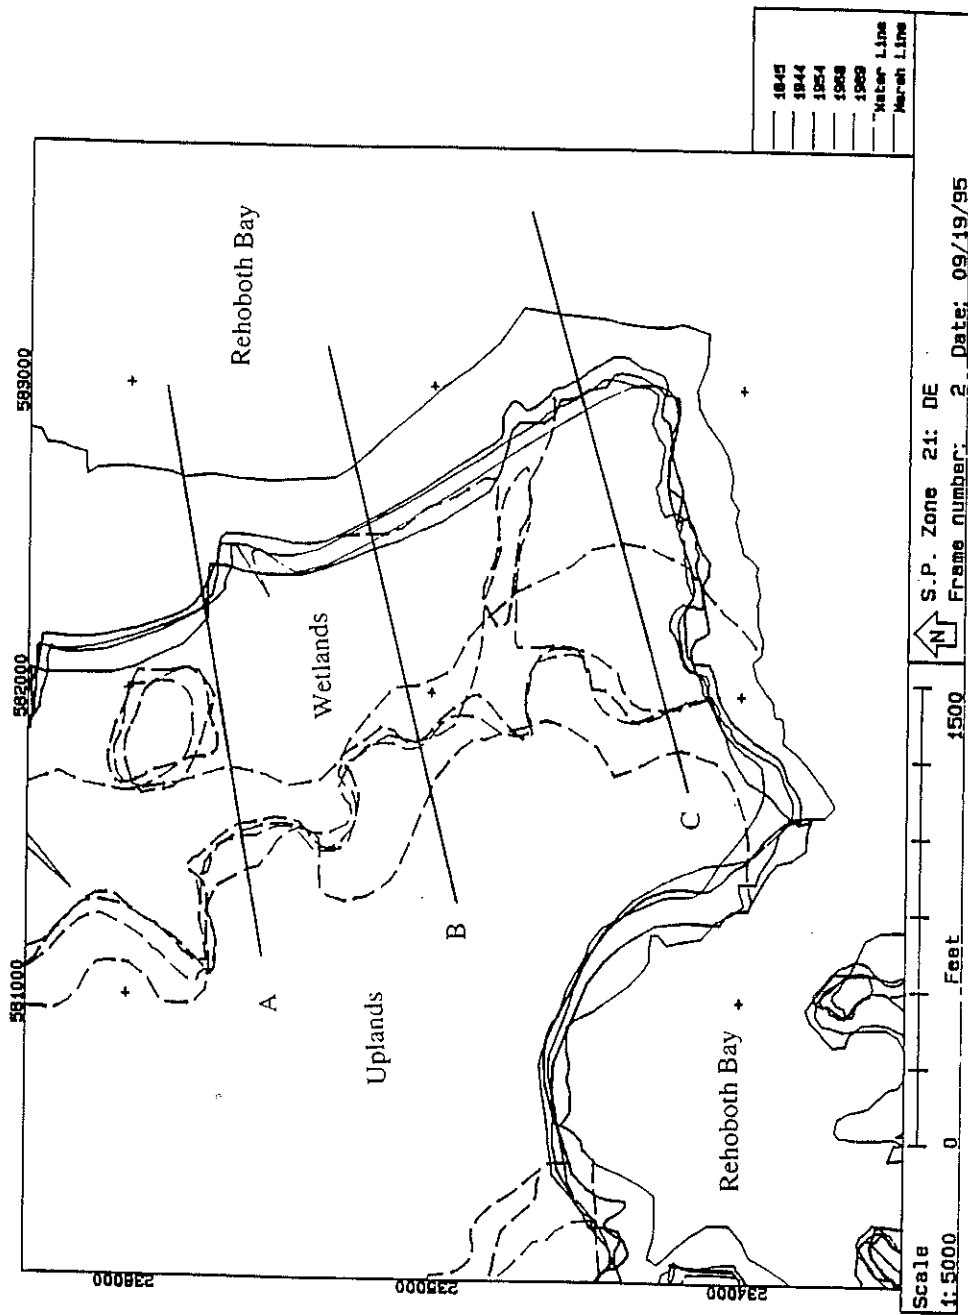 581000
582000
583000
236000
235000
234000
Rehoboth Bay
Wetlands
Uplands
A
B
C
Rehoboth Bay
1845
1944
1954
1968
1989
Water Line
Marsh Line
Scale
1:5000
0 Feet 1500
N
S.P. Zone 21: DE
Frame number: 2 Date: 09/19/95